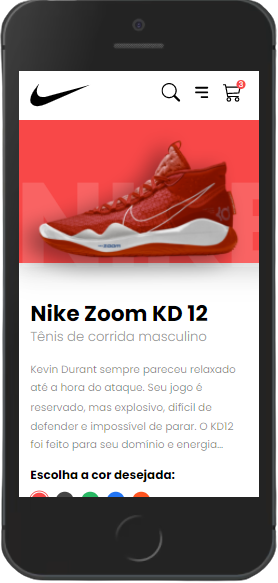 3
NIKE
Nike Zoom KD 12
Tênis de corrida masculino
Kevin Durant sempre pareceu relaxado
até a hora do ataque. Seu jogo é
reservado, mas explosivo, difícil de
defender e impossível de parar. O KD12
foi feito para seu domínio e energia...
Escolha a cor desejada: